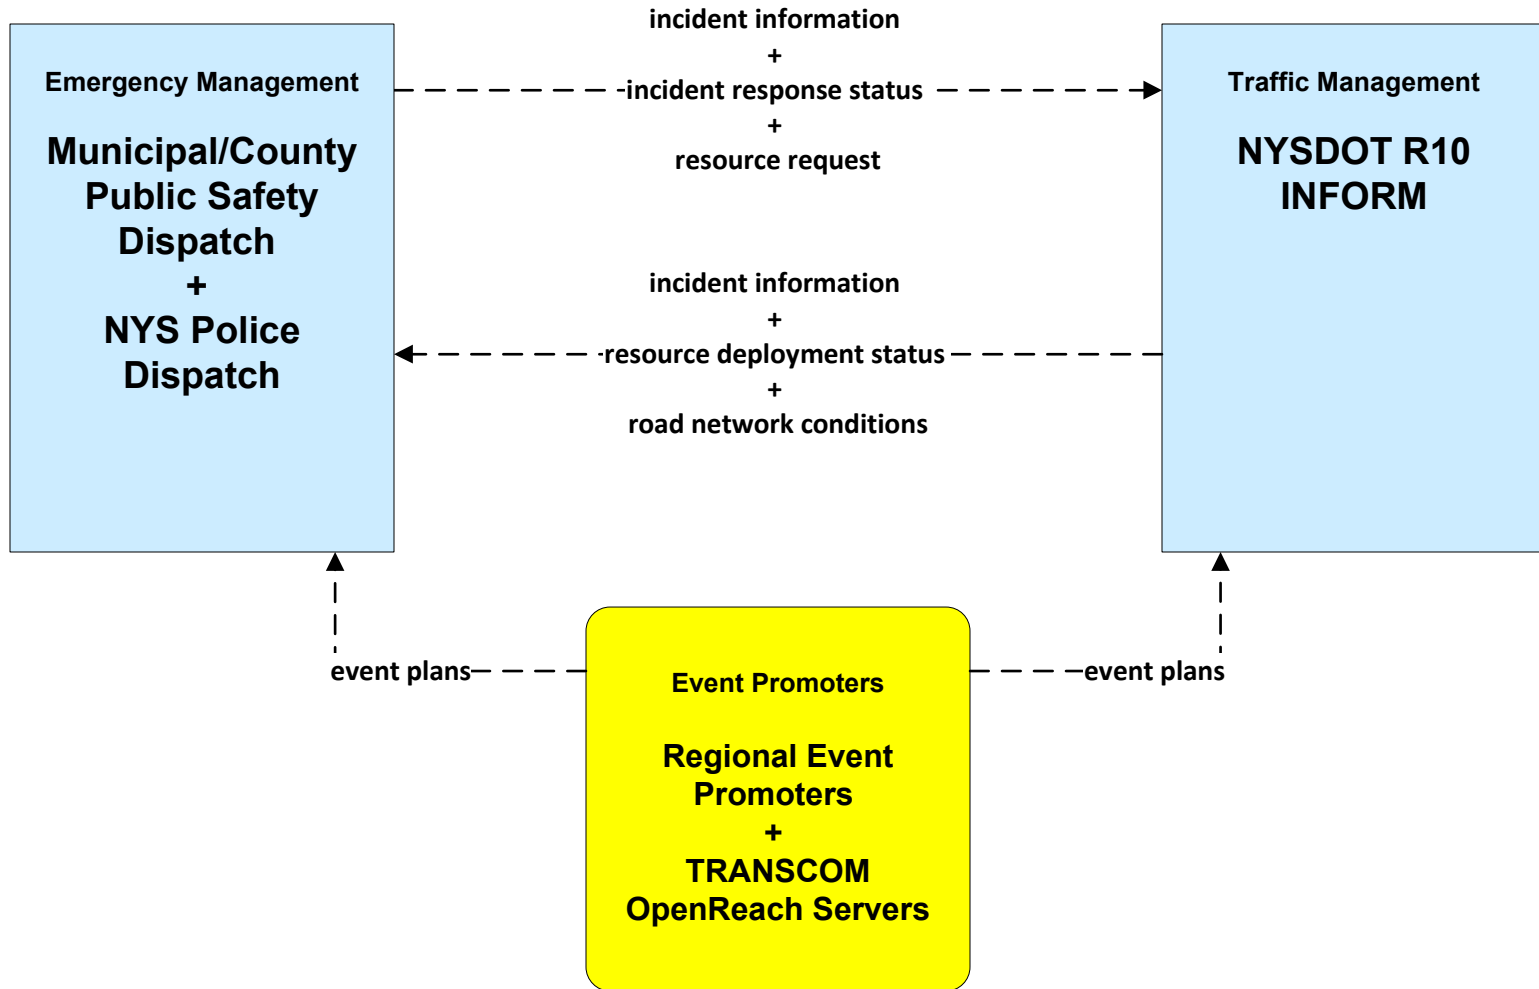 incident information
+
incident response status
+
resource request
Emergency Management
Municipal/County
Public Safety
Dispatch
+
NYS Police
Dispatch
Traffic Management
NYSDOT R10
INFORM
incident information
+
resource deployment status
+
road network conditions
event plans
event plans
Event Promoters
Regional Event
Promoters
+
TRANSCOM
OpenReach Servers